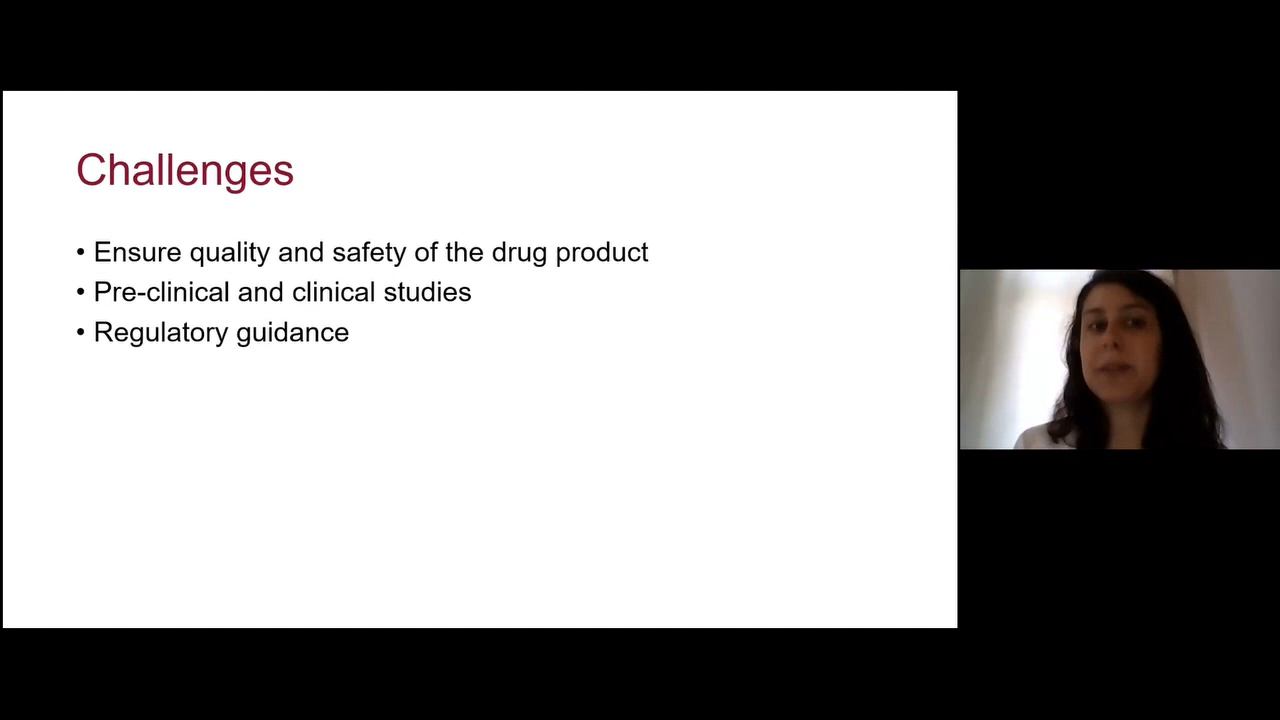 Challenges
• Ensure quality and safety of the drug product
• Pre-clinical and clinical studies
• Regulatory guidance